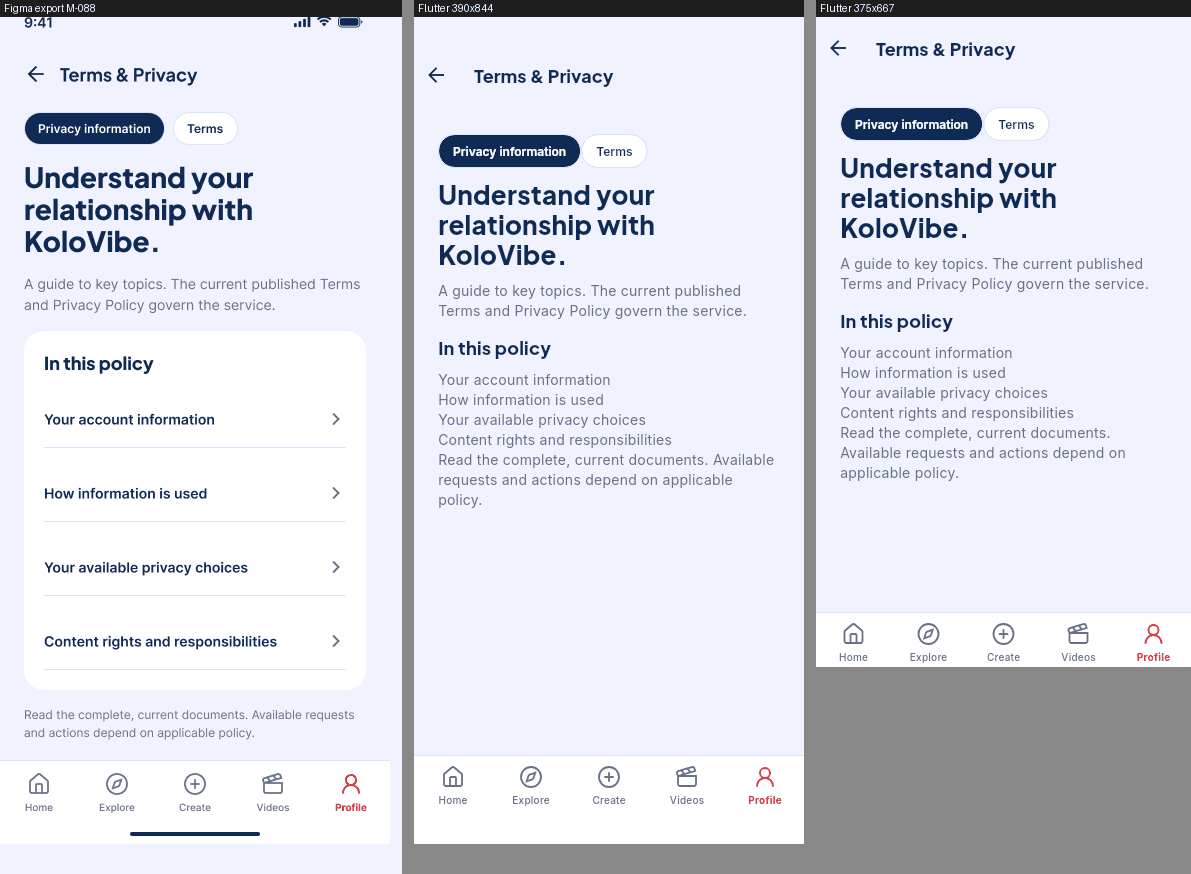 Figma export M-088
9:41
Terms & Privacy
Privacy information
Terms
Understand your
relationship with
KoloVibe.
A guide to key topics. The current published Terms
and Privacy Policy govern the service.
In this policy
Your account information
How information is used
Your available privacy choices
Content rights and responsibilities
Read the complete, current documents. Available requests
and actions depend on applicable policy.
Home
Explore
Create
Videos
Profile
Flutter 390x844
Terms & Privacy
Privacy information
Terms
Understand your
relationship with
KoloVibe.
A guide to key topics. The current published
Terms and Privacy Policy govern the service.
In this policy
Your account information
How information is used
Your available privacy choices
Content rights and responsibilities
Read the complete, current documents. Available
requests and actions depend on applicable
policy.
Home
Explore
Create
Videos
Profile
Flutter 375x667
Terms & Privacy
Privacy information
Terms
Understand your
relationship with
KoloVibe.
A guide to key topics. The current published
Terms and Privacy Policy govern the service.
In this policy
Your account information
How information is used
Your available privacy choices
Content rights and responsibilities
Read the complete, current documents.
Available requests and actions depend on
applicable policy.
Home
Explore
Create
Videos
Profile